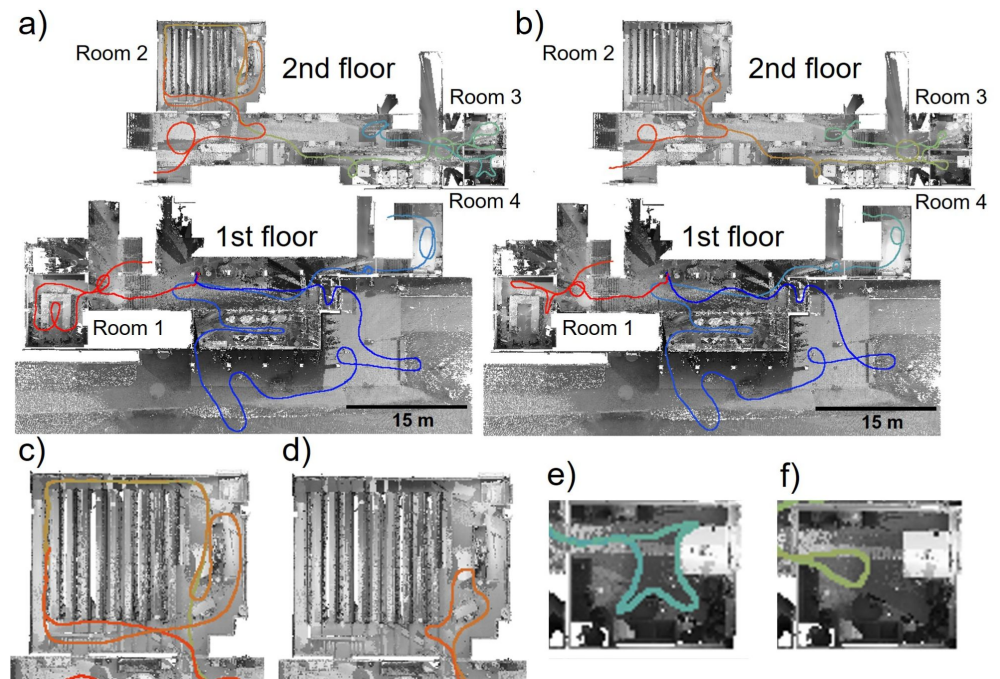 a)
Room 2
2nd floor
Room 3
Room 4
1st floor
Room 1
15 m
b)
Room 2
2nd floor
Room 3
Room 4
1st floor
Room 1
15 m
c)
d)
e)
f)